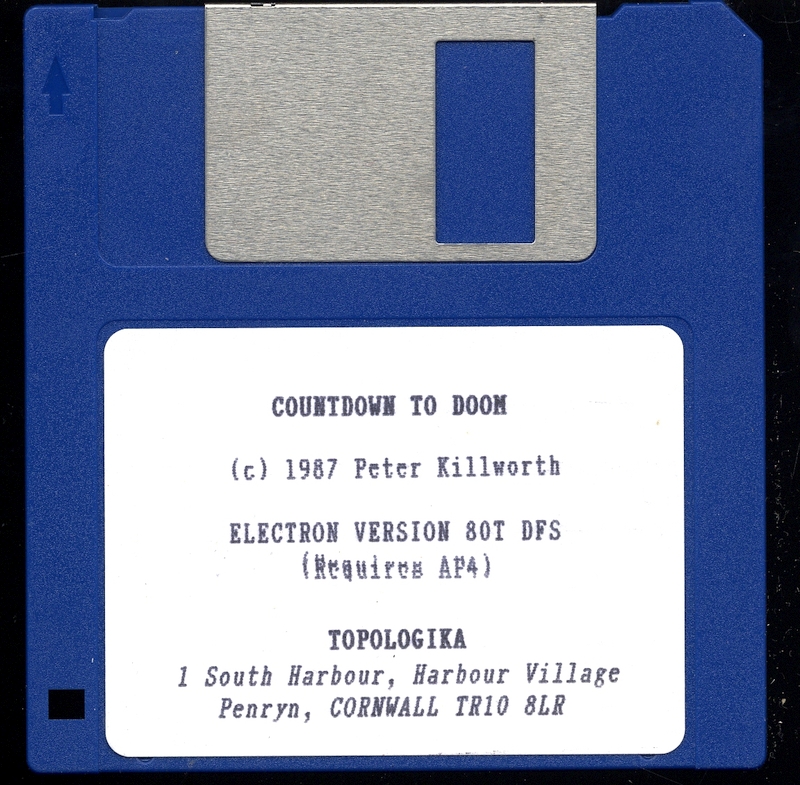 COUNTDOWN TO DOOM
(c) 1987 Peter Killworth
ELECTRON VERSION 80T DFS
(Requires AP4)
TOPOLOGIKA
1 South Harbour, Harbour Village
Penryn, CORNWALL TR10 8LR